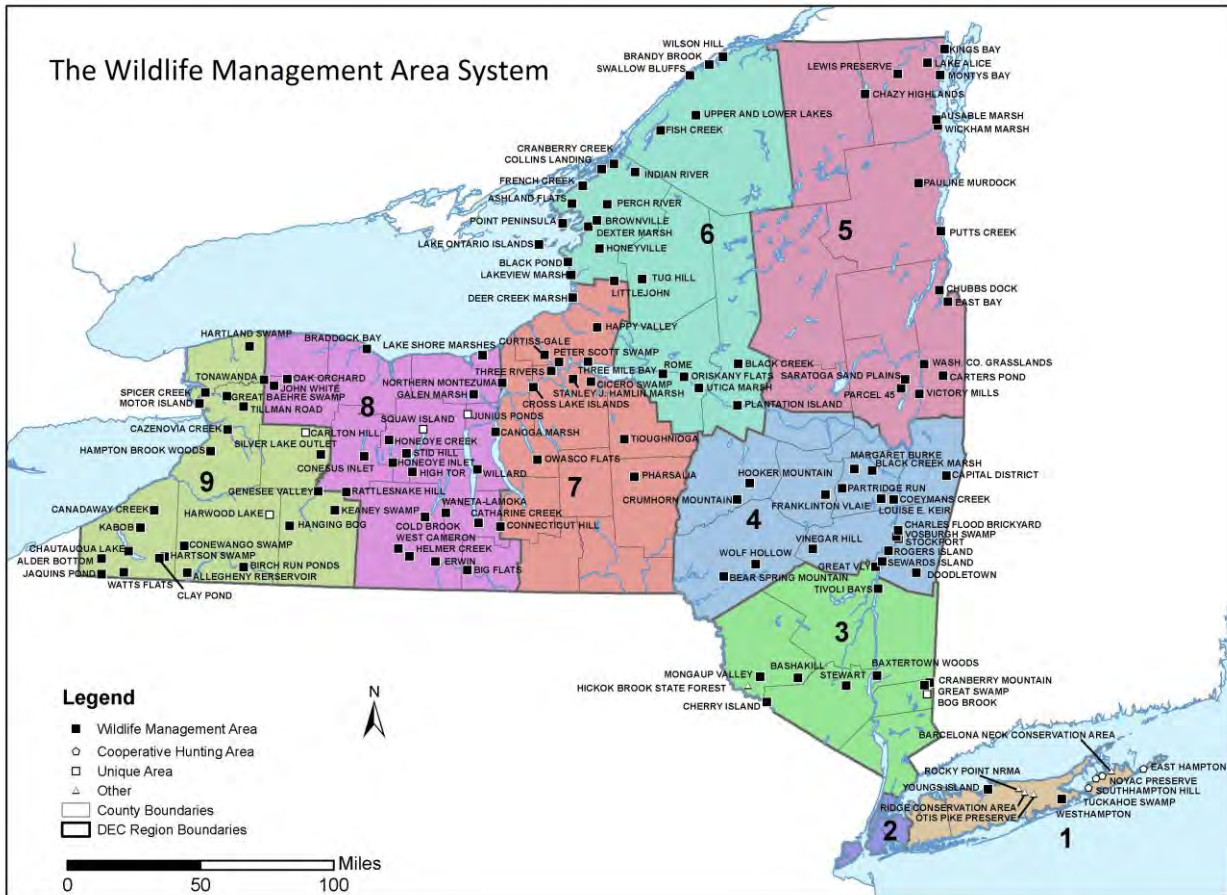 The Wildlife Management Area System
WILSON HILL
BRANDY BROOK
SWALLOW BLUFFS
KINGS BAY
LAKE ALICE
LEWIS PRESERVE
MONTYS BAY
CHAZY HIGHLANDS
UPPER AND LOWER LAKES
AUSABLE MARSH
WICKHAM MARSH
FISH CREEK
CRANBERRY CREEK
COLLINS LANDING
INDIAN RIVER
FRENCH CREEK
PAULINE MURDOCK
ASHLAND FLATS
PERCH RIVER
POINT PENINSULA
BROWNVILLE
DEXTER MARSH
6
5
PUTTS CREEK
LAKE ONTARIO ISLANDS
HONEYVILLE
BLACK POND
LAKEVIEW MARSH
TUG HILL
LITTLEJOHN
DEER CREEK MARSH
CHUBBS DOCK
EAST BAY
HARTLAND SWAMP
BRADDOCK BAY
LAKE SHORE MARSHES
CURTISS-GALE
HAPPY VALLEY
PETER SCOTT SWAMP
TONAWANDA
OAK ORCHARD
JOHN WHITE
THREE RIVERS
THREE MILE BAY
ROME
BLACK CREEK
WASH. CO. GRASSLANDS
SPICER CREEK
MOTOR ISLAND
GREAT BAEHRE SWAMP
TILLMAN ROAD
8
NORTHERN MONTEZUMA
GALEN MARSH
CICERO SWAMP
STANLEY J. HAMLIN MARSH
CROSS LAKE ISLANDS
ORISKANY FLATS
UTICA MARSH
SARATOGA SAND PLAINS
CARTERS POND
PARCEL 45
VICTORY MILLS
PLANTATION ISLAND
SQUAW ISLAND
JUNIUS PONDS
CAZENOVIA CREEK
CARLTON HILL
HONEOYE CREEK
CANOGA MARSH
TIOUGHNIOGA
HAMPTON BROOK WOODS
SILVER LAKE OUTLET
STID HILL
CONESUS INLET
HONEOYE INLET
HIGH TOR
OWASCO FLATS
MARGARET BURKE
BLACK CREEK MARSH
HOOKER MOUNTAIN
CAPITAL DISTRICT
9
WILLARD
7
PHARSALIA
PARTRIDGE RUN
GENESEE VALLEY
RATTLESNAKE HILL
CRUMHORN MOUNTAIN
FRANKLINTON VLAIE
COEYMANS CREEK
LOUISE E. KEIR
CANADAWAY CREEK
HARWOOD LAKE
KEANEY SWAMP
WANETA-LAMOKA
CATHARINE CREEK
COLD BROOK
CONNECTICUT HILL
4
KABOB
HANGING BOG
CHARLES FLOOD BRICKYARD
VOSBURGH SWAMP
STOCKPORT
WEST CAMERON
HELMER CREEK
CHAUTAUQUA LAKE
CONEWANGO SWAMP
HARTSON SWAMP
VINEGAR HILL
ROGERS ISLAND
WOLF HOLLOW
ALDER BOTTOM
BIRCH RUN PONDS
ERWIN
GREAT VLY
SEWARDS ISLAND
JAQUINS POND
ALLEGHENY RERSERVOIR
BIG FLATS
BEAR SPRING MOUNTAIN
DOODLETOWN
WATTS FLATS
CLAY POND
TIVOLI BAYS
3
BAXTERTOWN WOODS
MONGAUP VALLEY
BASHAKILL
STEWART
CRANBERRY MOUNTAIN
HICKOK BROOK STATE FOREST
GREAT SWAMP
BOG BROOK
CHERRY ISLAND
Legend
N
Wildlife Management Area
Cooperative Hunting Area
Unique Area
Other
County Boundaries
DEC Region Boundaries
BARCELONA NECK CONSERVATION AREA
ROCKY POINT NRMA
EAST HAMPTON
YOUNGS ISLAND
NOYAC PRESERVE
SOUTHHAMPTON HILL
RIDGE CONSERVATION AREA
TUCKAHOE SWAMP
OTIS PIKE PRESERVE
WESTHAMPTON
2
1
Miles
0 50 100